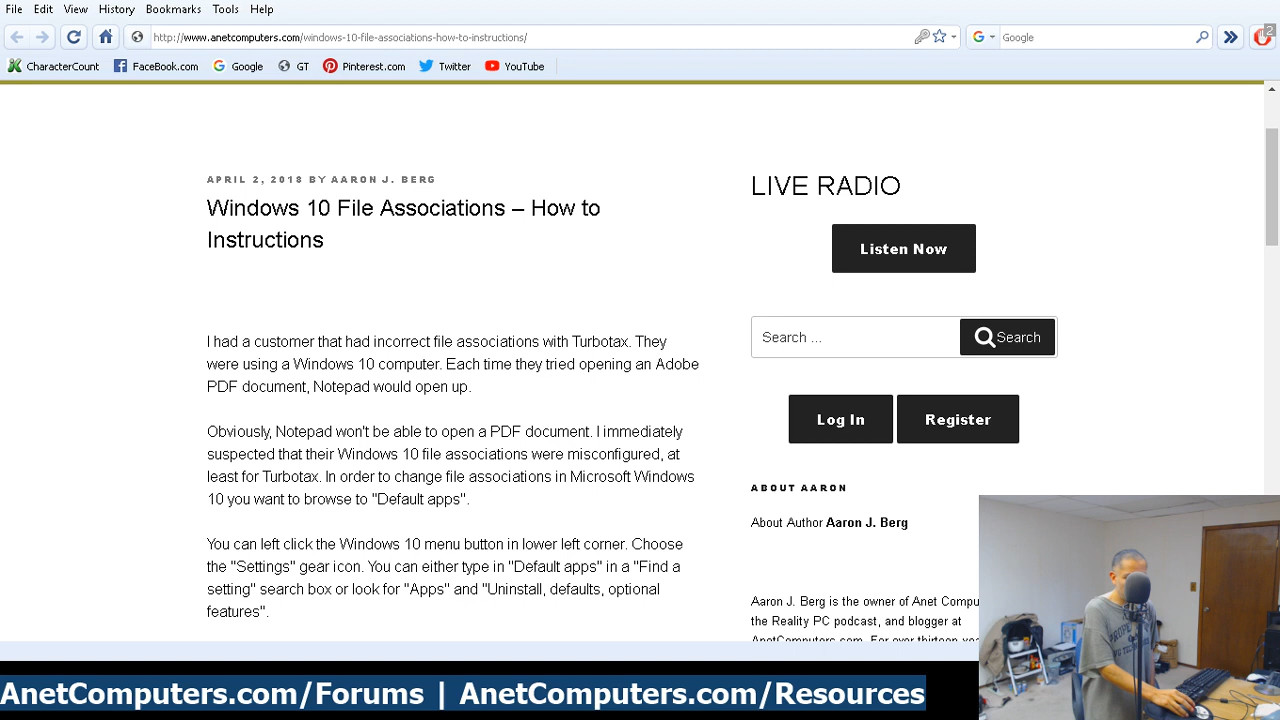 File Edit View History Bookmarks Tools Help
http://www.anetcomputers.com/windows-10-file-associations-how-to-instructions/
Google
2
CharacterCount FaceBook.com Google GT Pinterest.com Twitter YouTube
APRIL 2, 2018 BY AARON J. BERG
Windows 10 File Associations – How to
Instructions
I had a customer that had incorrect file associations with Turbotax. They
were using a Windows 10 computer. Each time they tried opening an Adobe
PDF document, Notepad would open up.
Obviously, Notepad won't be able to open a PDF document. I immediately
suspected that their Windows 10 file associations were misconfigured, at
least for Turbotax. In order to change file associations in Microsoft Windows
10 you want to browse to "Default apps".
You can left click the Windows 10 menu button in lower left corner. Choose
the "Settings" gear icon. You can either type in "Default apps" in a "Find a
setting" search box or look for "Apps" and "Uninstall, defaults, optional
features".
LIVE RADIO
Listen Now
Search ... Search
Log In Register
ABOUT AARON
About Author Aaron J. Berg
Aaron J. Berg is the owner of Anet Compu
the Reality PC podcast, and blogger at
AnetComputers.com. For over thirteen yea
AnetComputers.com/Forums | AnetComputers.com/Resources